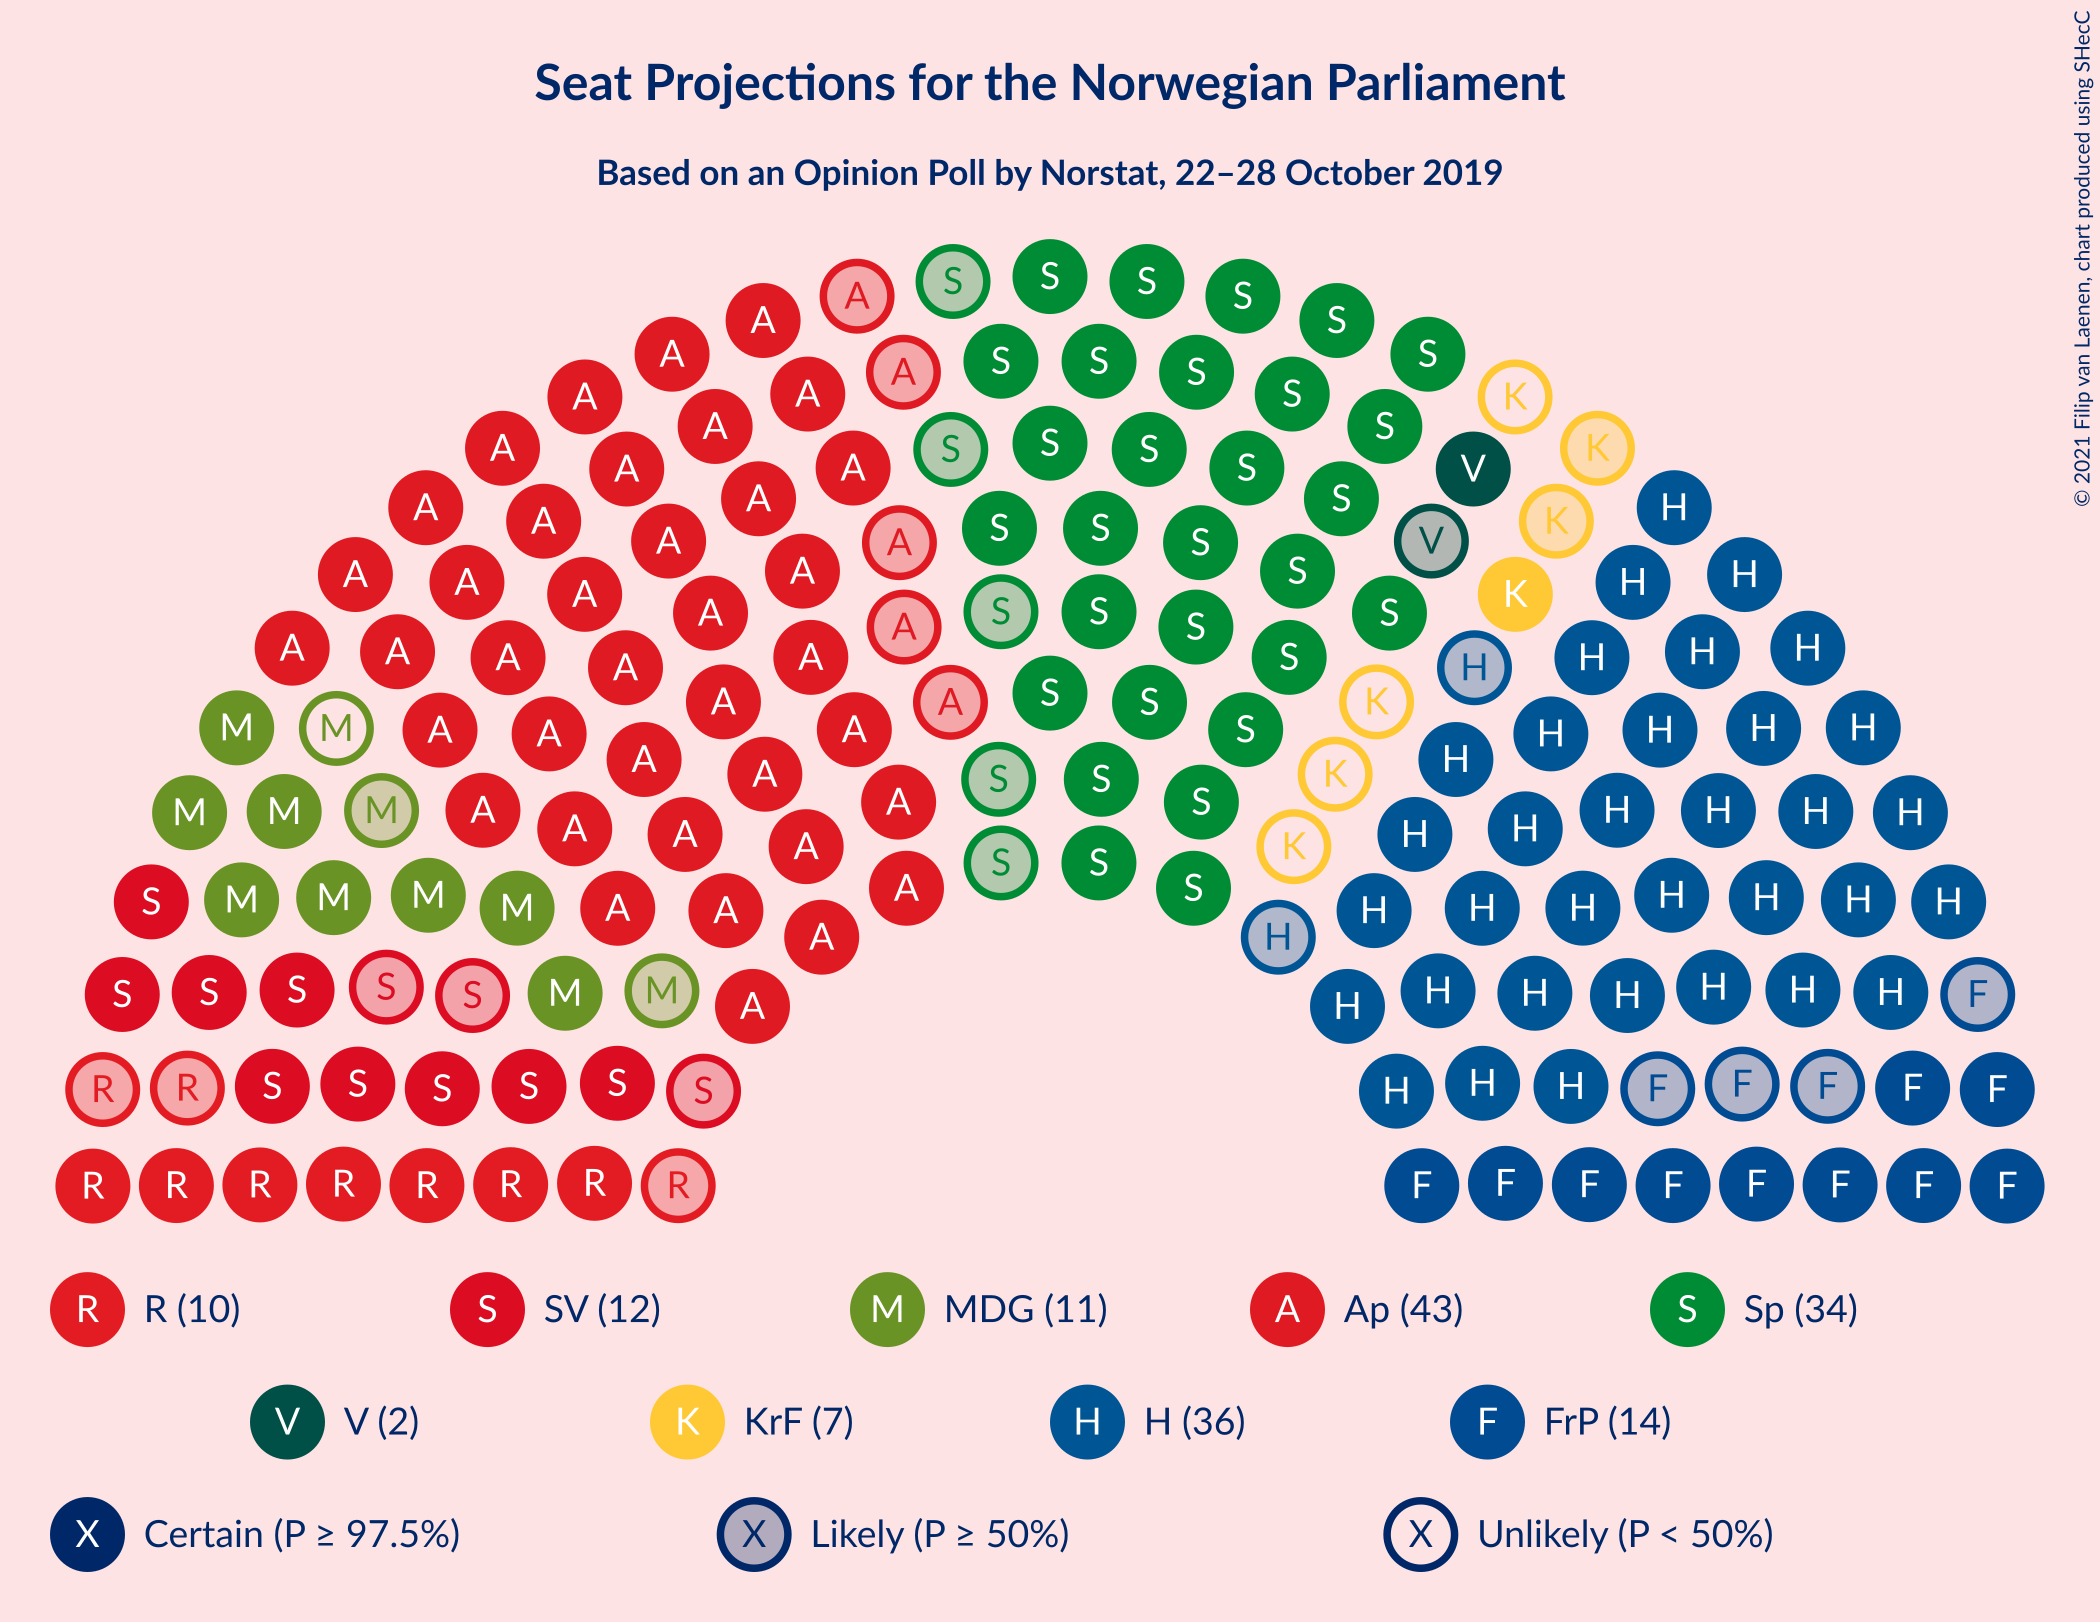 Seat Projections for the Norwegian Parliament
Based on an Opinion Poll by Norstat, 22–28 October 2019
© 2021 Filip van Laenen, chart produced using SHecC
A S S S S S
A A S S S S S K
A A A S S S S S V K
A A A A S S S S S V K H
A A A A A S S S S S K H H
A A A A A A S S S S S K H H H H
M M A A A A A A S S S K H H H H H
M M M A A A A A S S S K H H H H H H
S M M M M A A A S S S H H H H H H H H
S S S S S M M A H H H H H H H F
R R S S S S S S H H H F F F F F
R R R R R R R R F F F F F F F F
R R (10)
S SV (12)
M MDG (11)
A Ap (43)
S Sp (34)
V V (2)
K KrF (7)
H H (36)
F FrP (14)
X Certain (P ≥ 97.5%)
X Likely (P ≥ 50%)
X Unlikely (P < 50%)